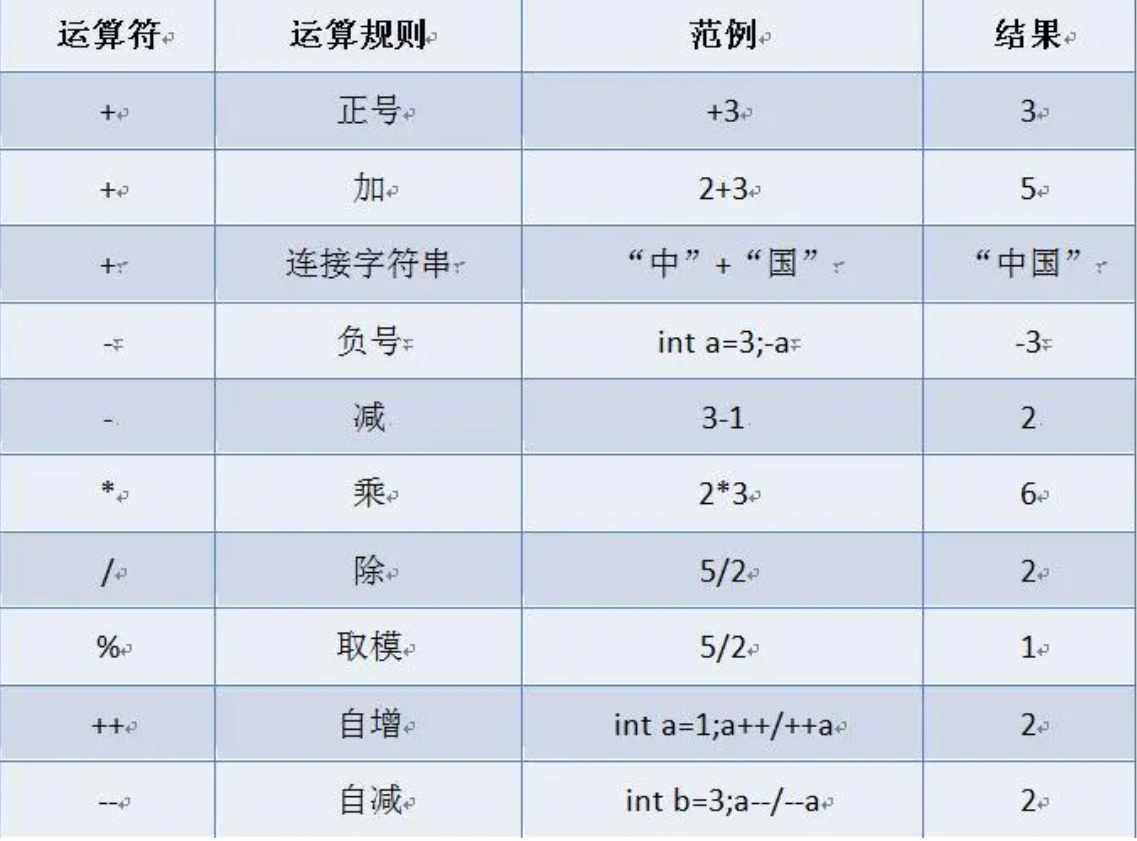 运算符 运算规则 范例 结果
+ 正号 +3 3
+ 加 2+3 5
+ 连接字符串 “中”+“国” “中国”
- 负号 int a=3;-a -3
- 减 3-1 2
* 乘 2*3 6
/ 除 5/2 2
% 取模 5/2 1
++ 自增 int a=1;a++/++a 2
-- 自减 int b=3;a--/--a 2